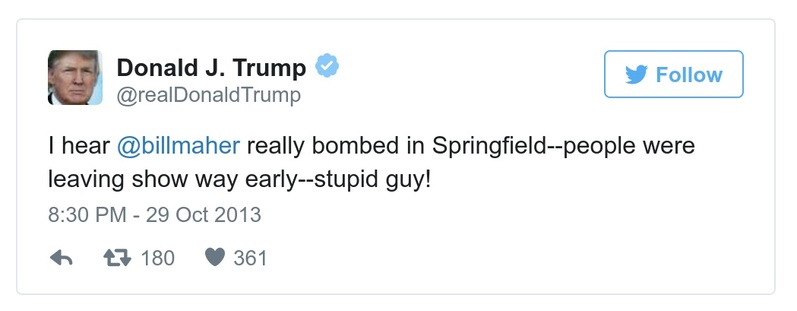 Donald J. Trump
@realDonaldTrump
Follow
I hear @billmaher really bombed in Springfield--people were
leaving show way early--stupid guy!
8:30 PM - 29 Oct 2013
180 361